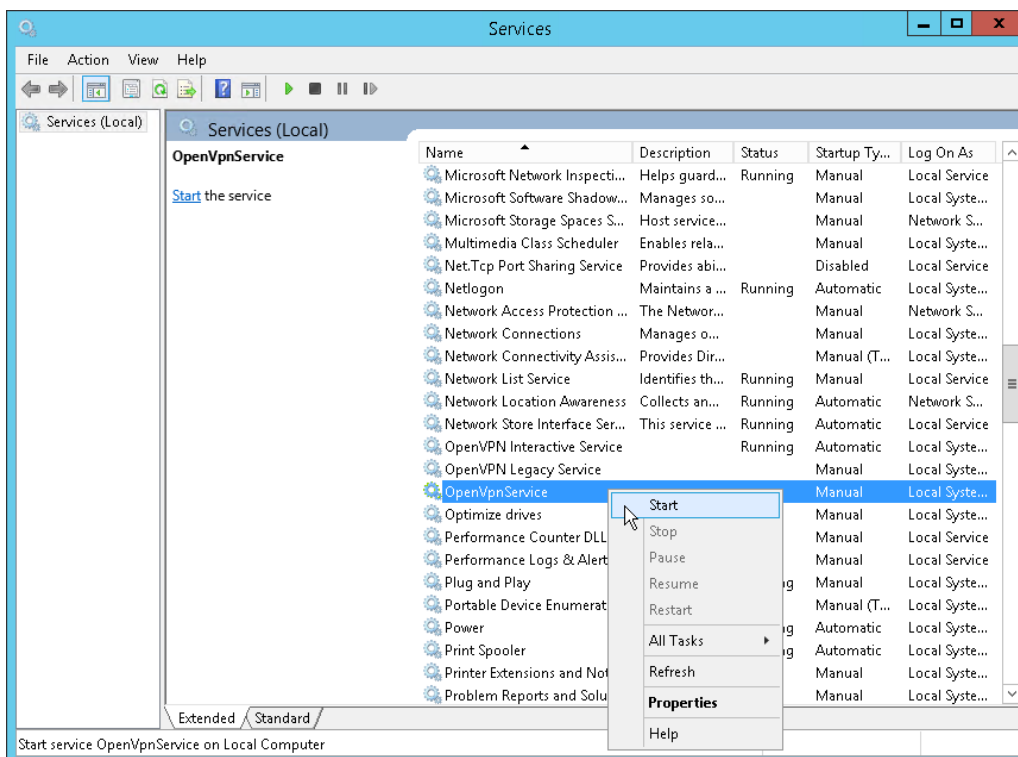 Services
File Action View Help
Services (Local)
Services (Local)
OpenVpnService
Start the service
Name Description Status Startup Ty... Log On As
Microsoft Network Inspecti... Helps guard... Running Manual Local Service
Microsoft Software Shadow... Manages so... Manual Local Syste...
Microsoft Storage Spaces S... Host service... Manual Network S...
Multimedia Class Scheduler Enables rela... Manual Local Syste...
Net.Tcp Port Sharing Service Provides abi... Disabled Local Service
Netlogon Maintains a ... Running Automatic Local Syste...
Network Access Protection ... The Networ... Manual Network S...
Network Connections Manages o... Manual Local Syste...
Network Connectivity Assis... Provides Dir... Manual (T... Local Syste...
Network List Service Identifies th... Running Manual Local Service
Network Location Awareness Collects an... Running Automatic Network S...
Network Store Interface Ser... This service ... Running Automatic Local Service
OpenVPN Interactive Service Running Automatic Local Syste...
OpenVPN Legacy Service Manual Local Syste...
OpenVpnService Manual Local Syste...
Optimize drives Manual Local Syste...
Performance Counter DLL Manual Local Service
Performance Logs & Alert Manual Local Service
Plug and Play g Manual Local Syste...
Portable Device Enumerat Manual (T... Local Syste...
Power g Automatic Local Syste...
Print Spooler g Automatic Local Syste...
Printer Extensions and Not Manual Local Syste...
Problem Reports and Solu Manual Local Syste...
Start
Stop
Pause
Resume
Restart
All Tasks
Refresh
Properties
Help
Extended Standard
Start service OpenVpnService on Local Computer